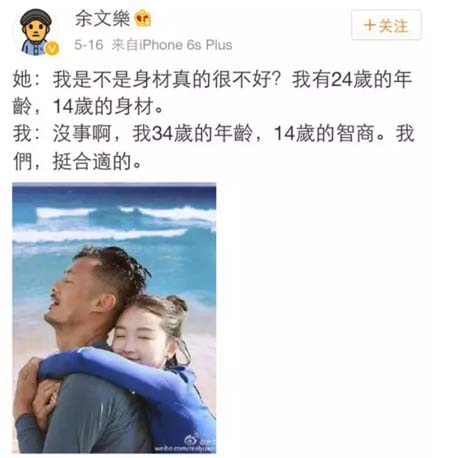 余文樂
5-16 来自iPhone 6s Plus
+关注
她：我是不是身材真的很不好？我有24歲的年
齡，14歲的身材。
我：沒事啊，我34歲的年齡，14歲的智商。我
們，挺合適的。